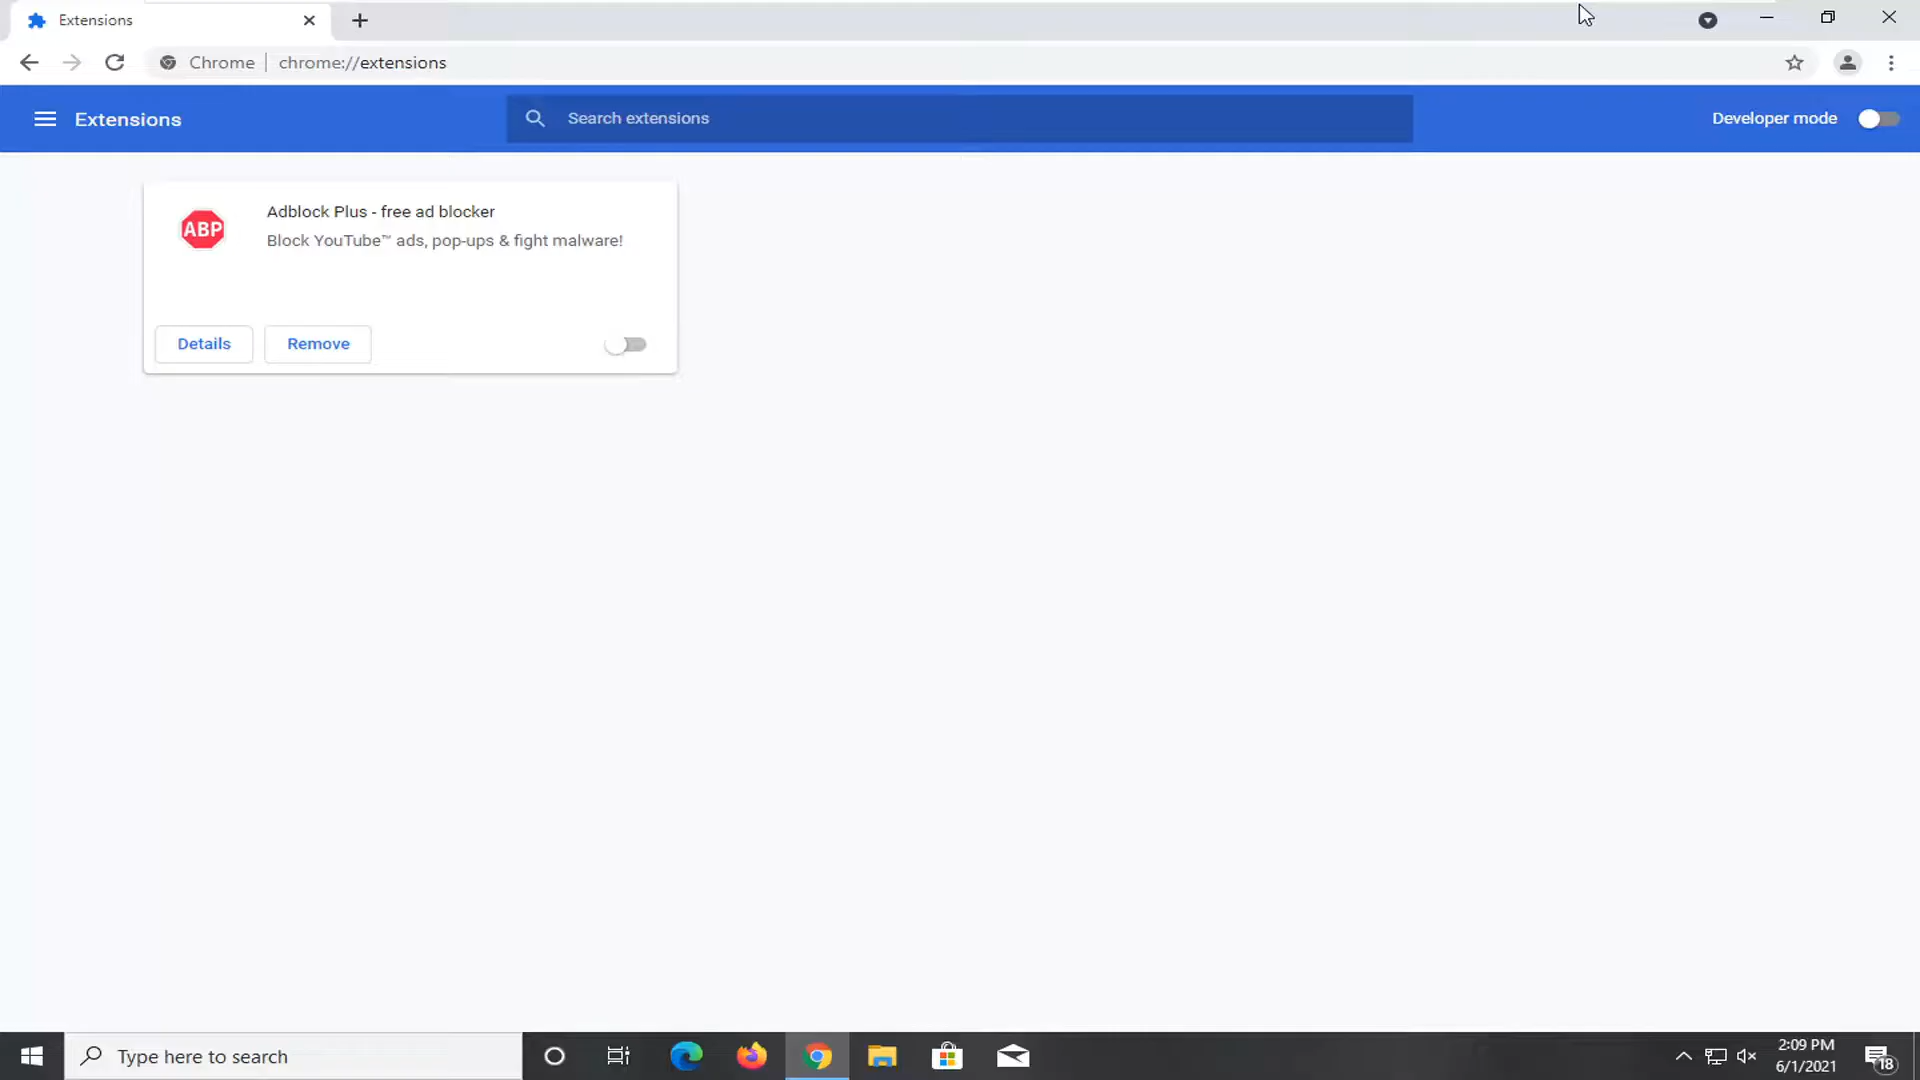 Extensions
Chrome | chrome://extensions
Extensions
Search extensions
Developer mode
ABP
Adblock Plus - free ad blocker
Block YouTube™ ads, pop-ups & fight malware!
Details
Remove
Type here to search
2:09 PM
6/1/2021
18